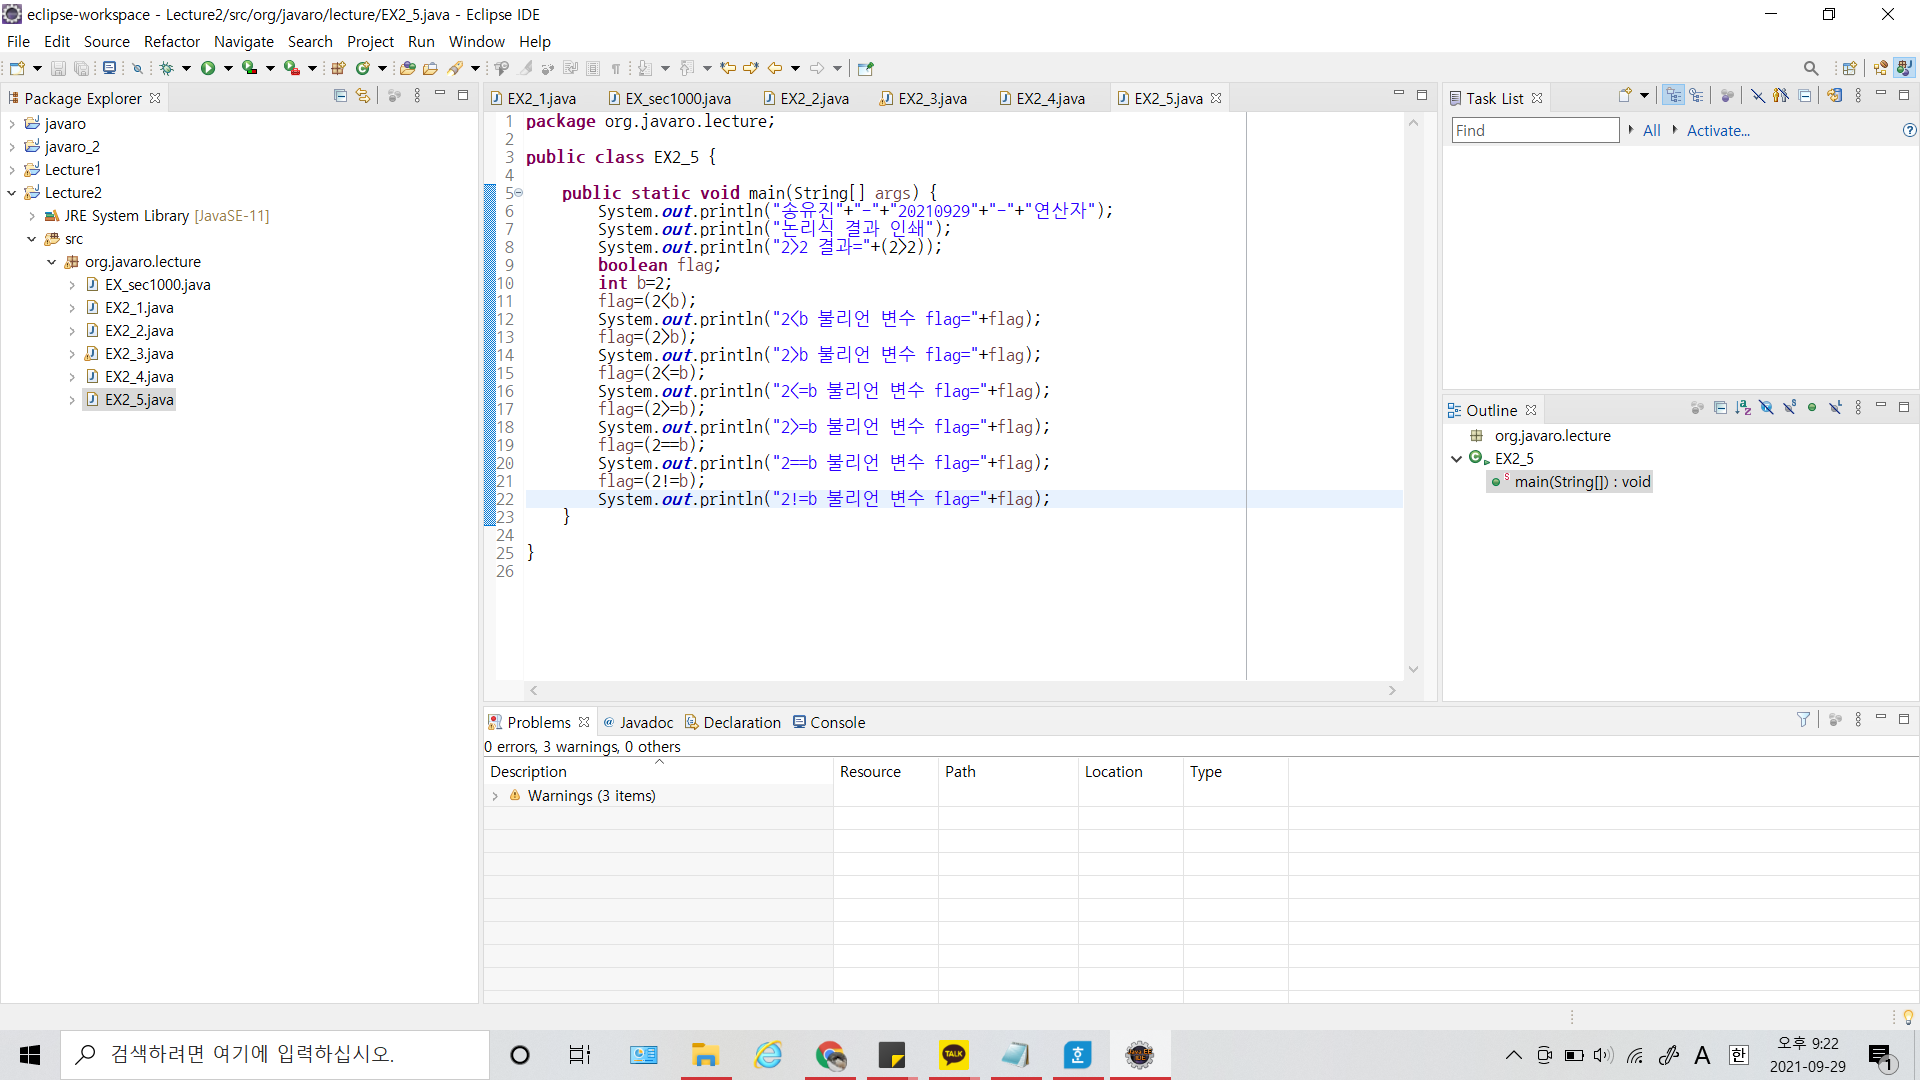 eclipse-workspace - Lecture2/src/org/javaro/lecture/EX2_5.java - Eclipse IDE
File Edit Source Refactor Navigate Search Project Run Window Help
Package Explorer
javaro
javaro_2
Lecture1
Lecture2
JRE System Library [JavaSE-11]
src
org.javaro.lecture
EX_sec1000.java
EX2_1.java
EX2_2.java
EX2_3.java
EX2_4.java
EX2_5.java
EX2_1.java EX_sec1000.java EX2_2.java EX2_3.java EX2_4.java EX2_5.java
1 package org.javaro.lecture;
2
3 public class EX2_5 {
4
5 public static void main(String[] args) {
6 System.out.println("송유진"+"-"+"20210929"+"-"+"연산자");
7 System.out.println("논리식 결과 인쇄");
8 System.out.println("2>2 결과="+(2>2));
9 boolean flag;
10 int b=2;
11 flag=(2<b);
12 System.out.println("2<b 불리언 변수 flag="+flag);
13 flag=(2>b);
14 System.out.println("2>b 불리언 변수 flag="+flag);
15 flag=(2<=b);
16 System.out.println("2<=b 불리언 변수 flag="+flag);
17 flag=(2>=b);
18 System.out.println("2>=b 불리언 변수 flag="+flag);
19 flag=(2==b);
20 System.out.println("2==b 불리언 변수 flag="+flag);
21 flag=(2!=b);
22 System.out.println("2!=b 불리언 변수 flag="+flag);
23 }
24
25 }
26
Task List
Find All Activate...
Outline
org.javaro.lecture
EX2_5
main(String[]) : void
Problems Javadoc Declaration Console
0 errors, 3 warnings, 0 others
Description Resource Path Location Type
Warnings (3 items)
검색하려면 여기에 입력하십시오.
TALK
A 한
오후 9:22
2021-09-29
1